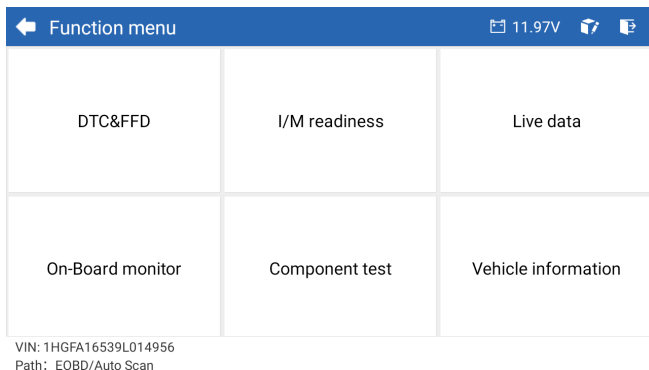 Function menu 11.97V
DTC&FFD I/M readiness Live data
On-Board monitor Component test Vehicle information
VIN: 1HGFA16539L014956
Path：EOBD/Auto Scan